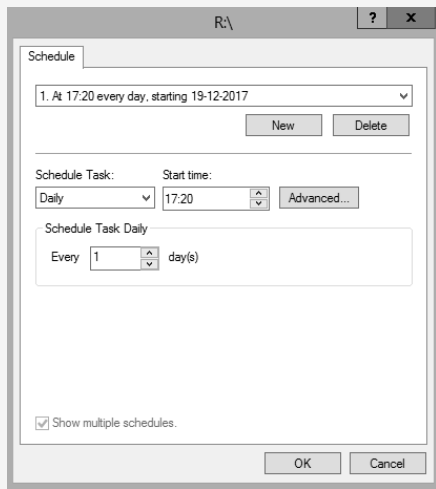 R:\
? x
Schedule
1. At 17:20 every day, starting 19-12-2017
New Delete
Schedule Task: Start time:
Daily 17:20 Advanced...
Schedule Task Daily
Every 1 day(s)
Show multiple schedules.
OK Cancel